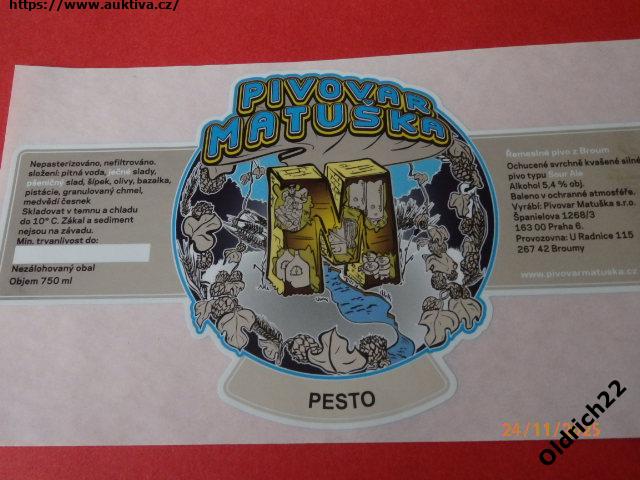 https://www.auktiva.cz/
PIVOVAR
MATUŠKA
Nepasterizováno, nefiltrováno.
složení: pitná voda, ječné slady,
pšeničný slad, šípek, olivy, bazalka,
pistácie, granulovaný chmel,
medvědí česnek
Skladovat v temnu a chladu
do 10° C. Zákal a sediment
nejsou na závadu.
Min. trvanlivost do:
Nezálohovaný obal
Objem 750 ml
M
PESTO
Řemeslné pivo z Broum
Ochucené svrchně kvašené silné
pivo typu Sour Ale
Alkohol 5,4 % obj.
Baleno v ochranné atmosféře.
Vyrábí: Pivovar Matuška s.r.o.
Španielova 1268/3
163 00 Praha 6.
Provozovna: U Radnice 115
267 42 Broumy
www.pivovarmatuska.cz
24/11/2025
Oldrich22